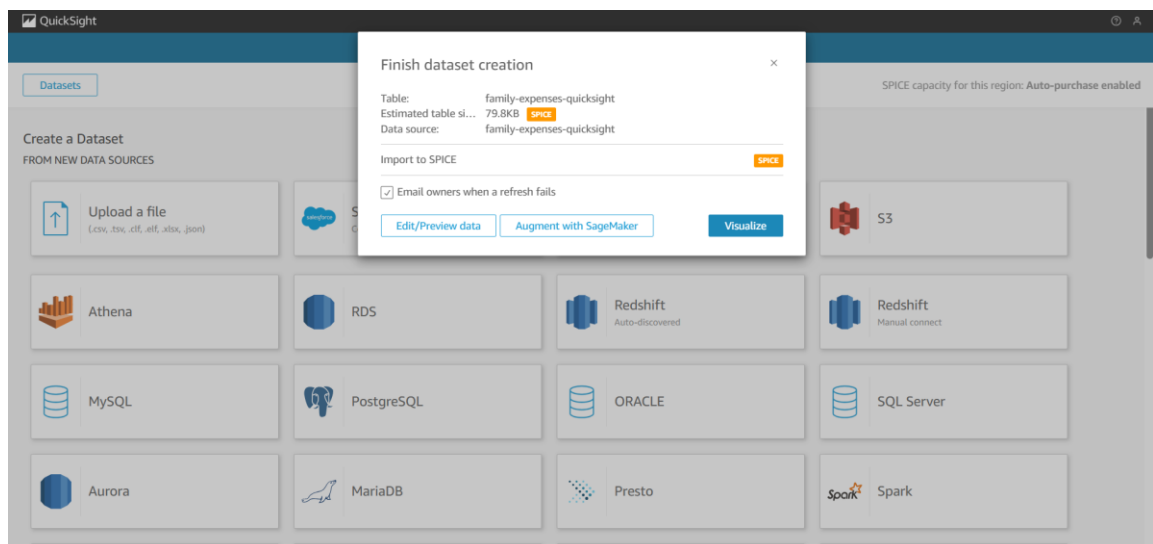 QuickSight
Datasets
SPICE capacity for this region: Auto-purchase enabled
Finish dataset creation
Table: family-expenses-quicksight
Estimated table si... 79.8KB SPICE
Data source: family-expenses-quicksight
Import to SPICE SPICE
Email owners when a refresh fails
Edit/Preview data Augment with SageMaker Visualize
Create a Dataset
FROM NEW DATA SOURCES
Upload a file
(.csv, .tsv, .clf, .elf, .xlsx, .json)
salesforce
S3
Athena
RDS
Redshift
Auto-discovered
Redshift
Manual connect
MySQL
PostgreSQL
ORACLE
SQL Server
Aurora
MariaDB
Presto
Spark Spark